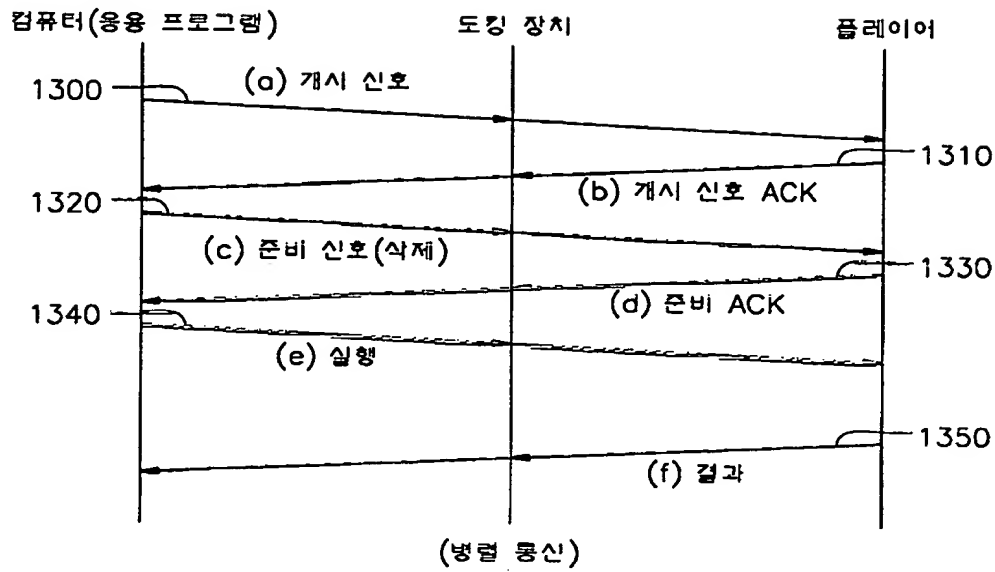 컴퓨터(응용 프로그램) 도킹 장치 플레이어
1300 (a) 개시 신호
1310
(b) 개시 신호 ACK
1320
(c) 준비 신호(삭제)
1330
(d) 준비 ACK
1340
(e) 실행
1350
(f) 결과
(병렬 통신)